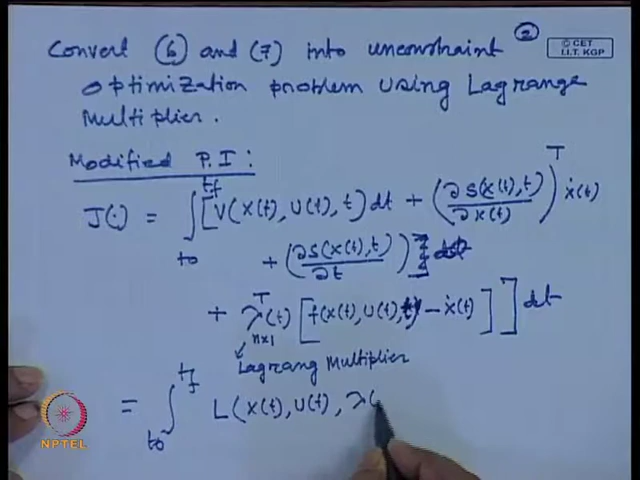 Convert (6) and (7) into unconstraint ②
© CET
I.I.T. KGP
optimization problem using Lagrange
Multiplier.
Modified P.I:
J(·) = ∫_{t0}^{tf} [V(x(t), u(t), t) dt + (∂S(x(t), t)/∂x(t))^T ẋ(t)
+ (∂S(x(t), t)/∂t)
+ λ^T(t) [f(x(t), u(t), t) − ẋ(t)]] dt
n×1
Lagrang Multiplier
= ∫_{t0}^{tf} L(x(t), u(t), λ(
NPTEL